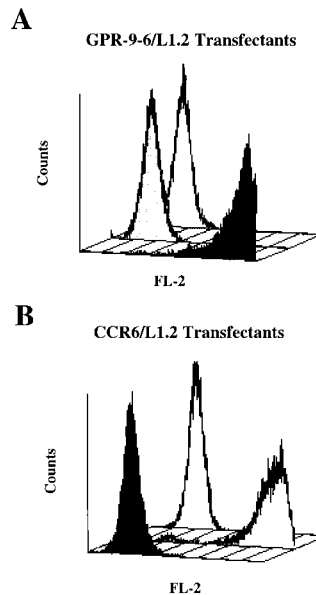 A
GPR-9-6/L1.2 Transfectants
Counts
FL-2
B
CCR6/L1.2 Transfectants
Counts
FL-2